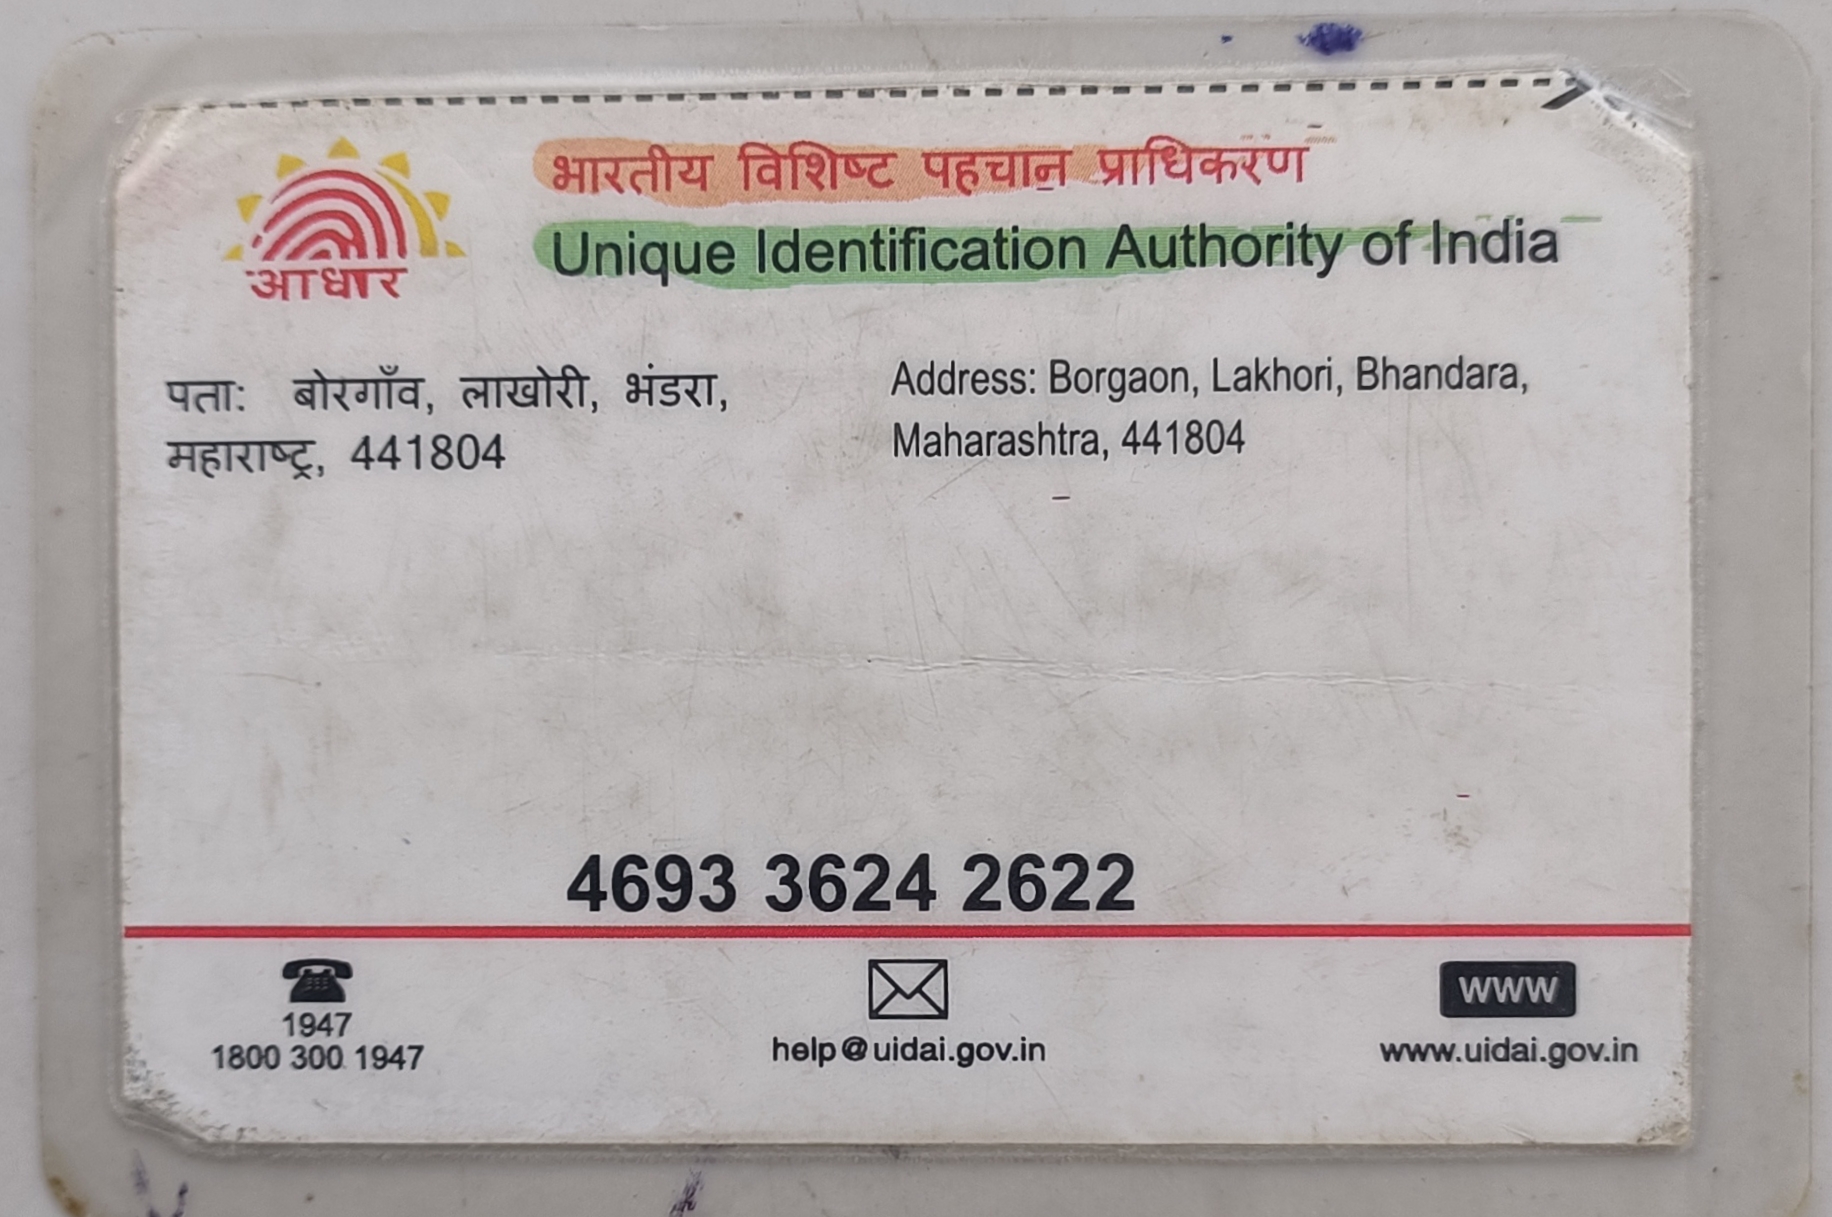 आधार
भारतीय विशिष्ट पहचान प्राधिकरण
Unique Identification Authority of India
पता: बोरगाँव, लाखोरी, भंडरा,
महाराष्ट्र, 441804
Address: Borgaon, Lakhori, Bhandara,
Maharashtra, 441804
4693 3624 2622
1947
1800 300 1947
help@uidai.gov.in
WWW
www.uidai.gov.in